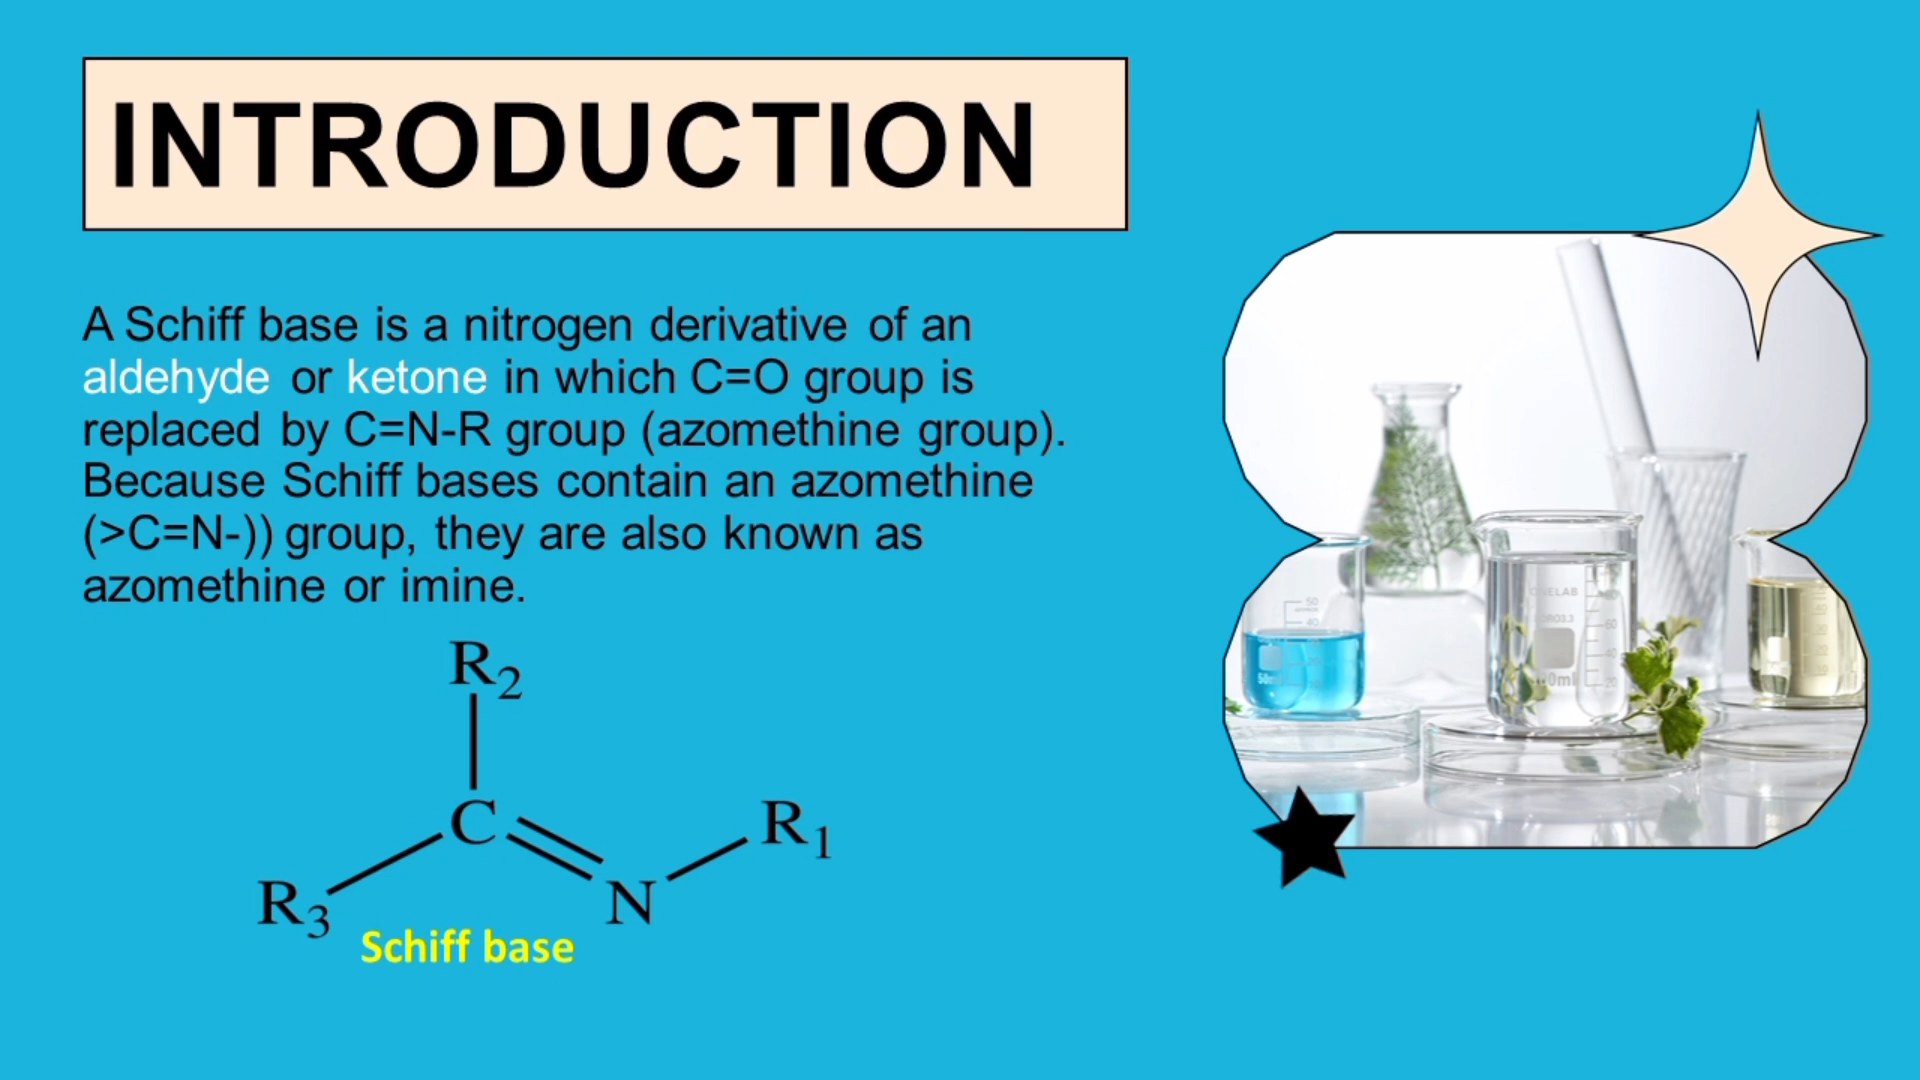 INTRODUCTION
A Schiff base is a nitrogen derivative of an
aldehyde or ketone in which C=O group is
replaced by C=N-R group (azomethine group).
Because Schiff bases contain an azomethine
(>C=N-)) group, they are also known as
azomethine or imine.
R2
C
R1
R3
N
Schiff base
50
40